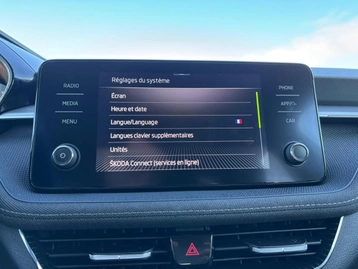 Réglages du système
RADIO
MEDIA
MENU
Écran
Heure et date
Langue/Language
Langues clavier supplémentaires
Unités
ŠKODA Connect (services en ligne)
PHONE
CAR